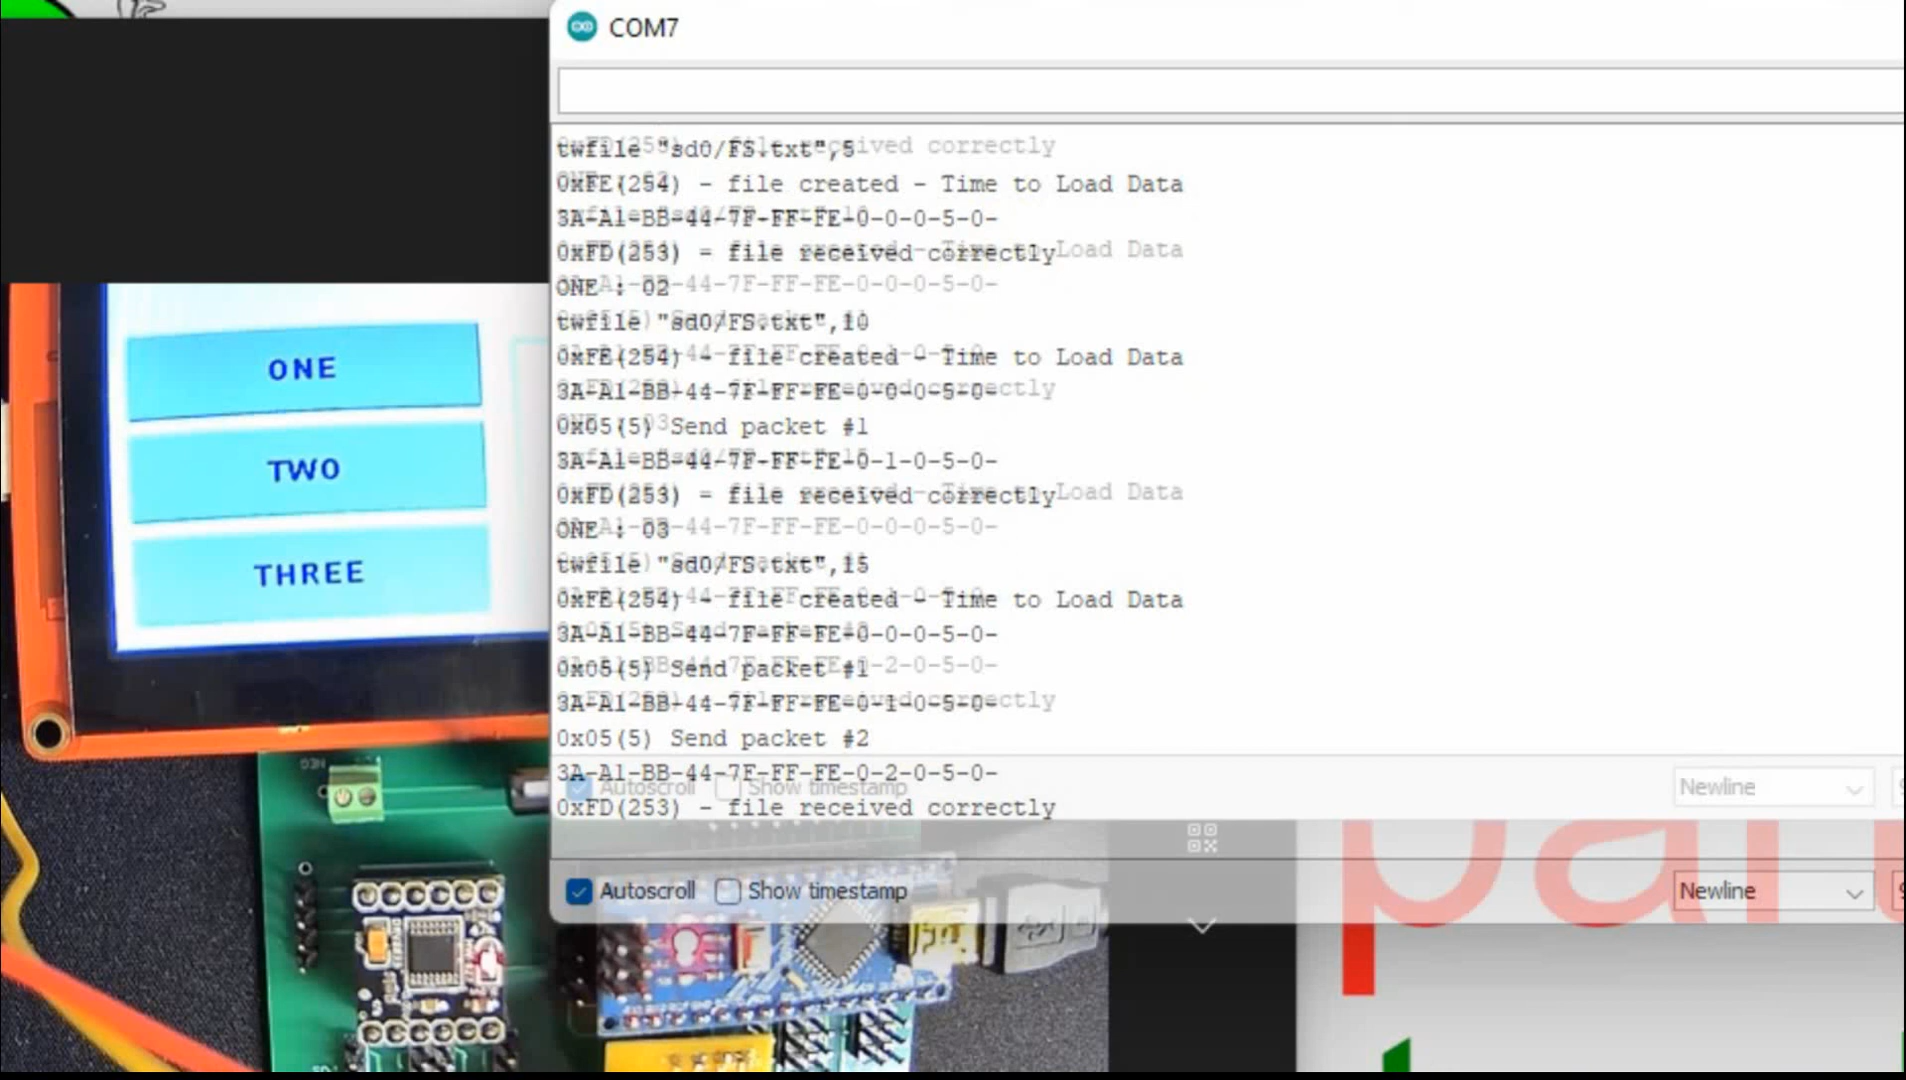 COM7
twfile "sd0/FS.txt",5
0xFE(254) - file created - Time to Load Data
3A-A1-BB-44-7F-FF-FE-0-0-0-5-0-
0xFD(253) - file received correctly
ONE : 02
twfile "sd0/FS.txt",10
0xFE(254) - file created - Time to Load Data
3A-A1-BB-44-7F-FF-FE-0-0-0-5-0-
0x05(5) Send packet #1
3A-A1-BB-44-7F-FF-FE-0-1-0-5-0-
0xFD(253) - file received correctly
ONE : 03
twfile "sd0/FS.txt",15
0xFE(254) - file created - Time to Load Data
3A-A1-BB-44-7F-FF-FE-0-0-0-5-0-
0x05(5) Send packet #1
3A-A1-BB-44-7F-FF-FE-0-1-0-5-0-
0x05(5) Send packet #2
3A-A1-BB-44-7F-FF-FE-0-2-0-5-0-
0xFD(253) - file received correctly
Autoscroll Show timestamp Newline
Autoscroll Show timestamp Newline
ONE
TWO
THREE